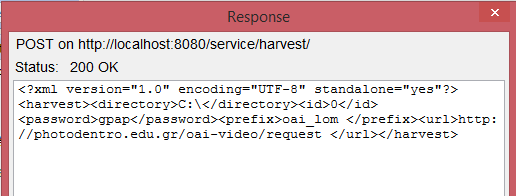 Response
POST on http://localhost:8080/service/harvest/
Status: 200 OK
<?xml version="1.0" encoding="UTF-8" standalone="yes"?>
<harvest><directory>C:\</directory><id>0</id>
<password>gpap</password><prefix>oai_lom </prefix><url>http:
//photodentro.edu.gr/oai-video/request </url></harvest>